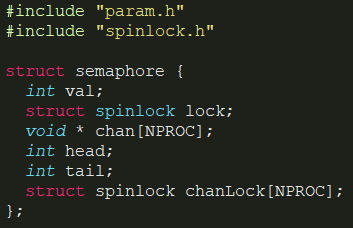 #include "param.h"
#include "spinlock.h"
struct semaphore {
int val;
struct spinlock lock;
void * chan[NPROC];
int head;
int tail;
struct spinlock chanLock[NPROC];
};